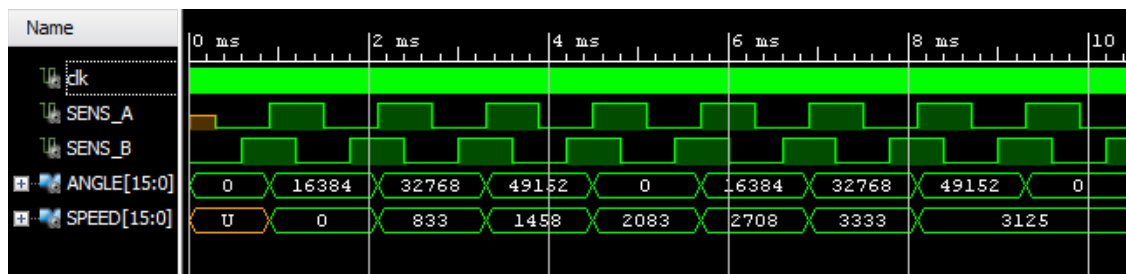 Name
0 ms 2 ms 4 ms 6 ms 8 ms 10
clk
SENS_A
SENS_B
ANGLE[15:0] 0 16384 32768 49152 0 16384 32768 49152 0
SPEED[15:0] U 0 833 1458 2083 2708 3333 3125